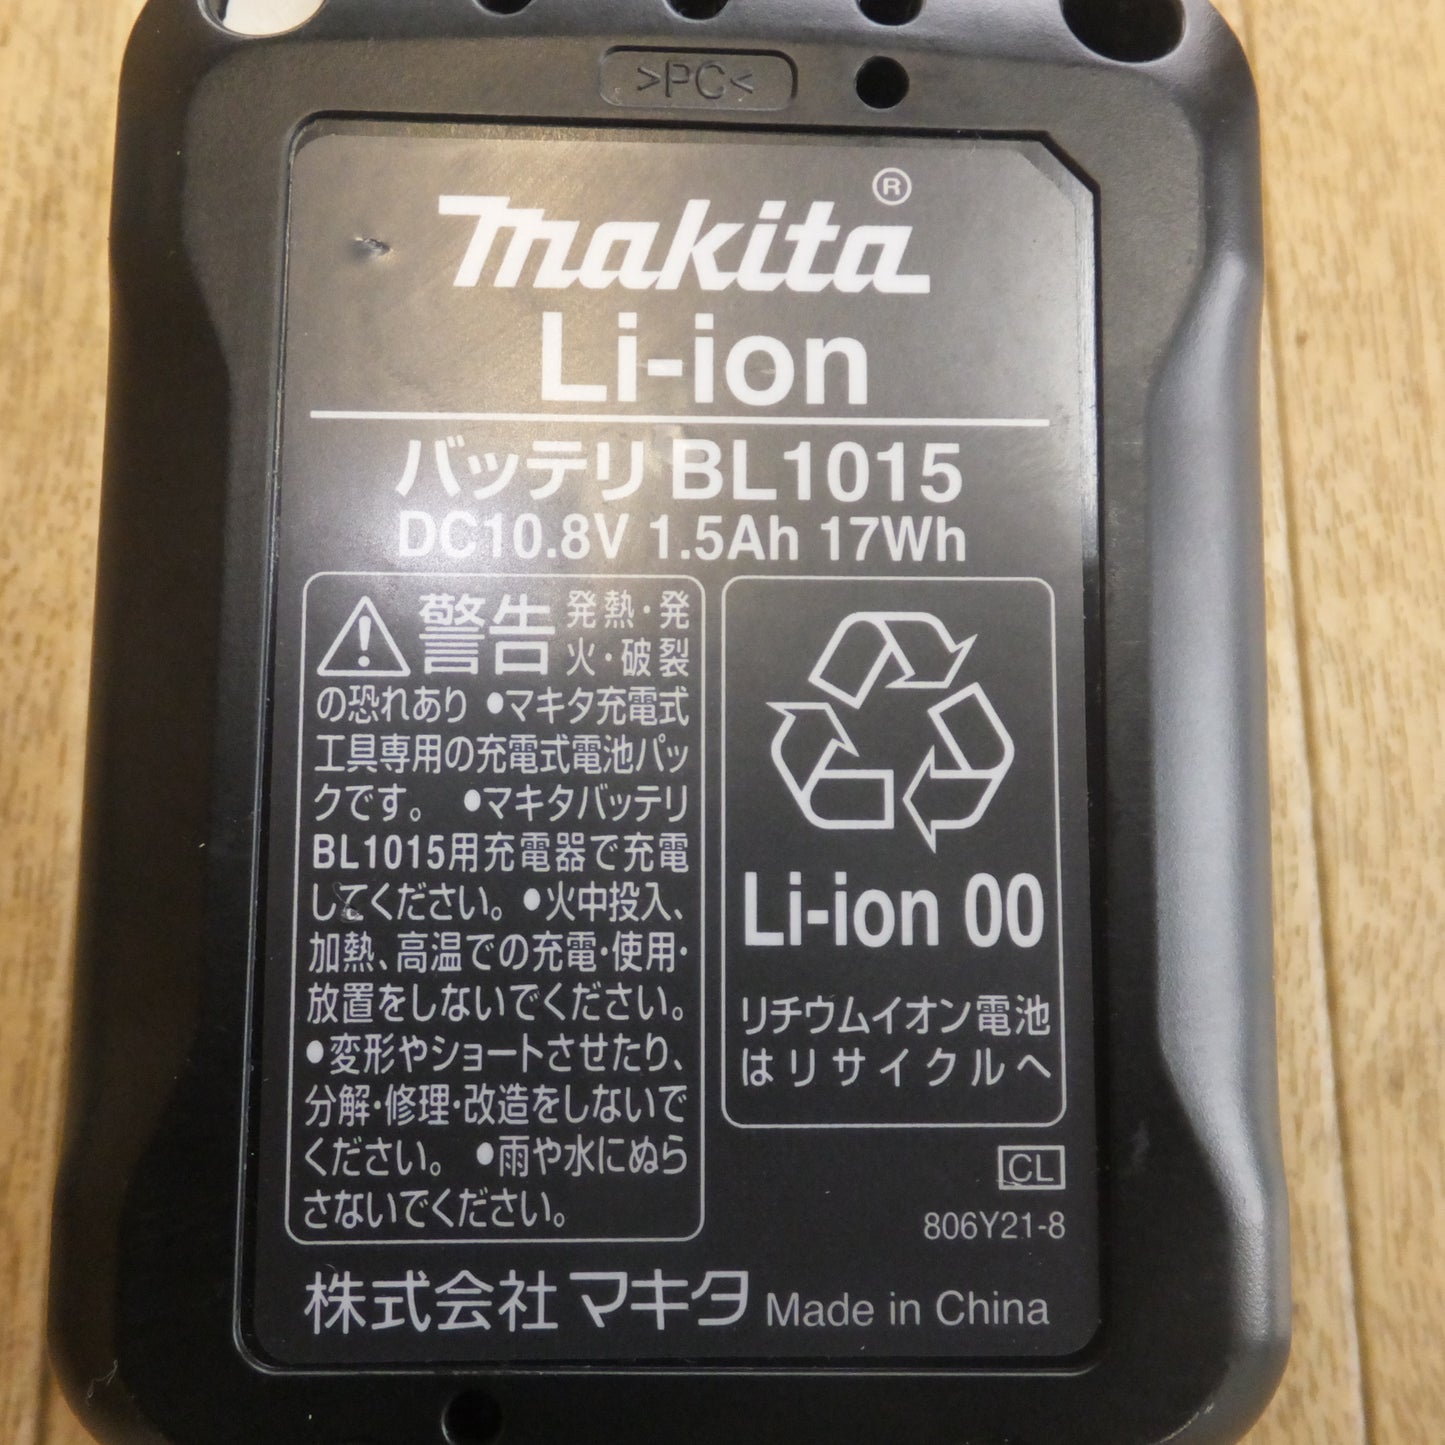 >PC<
makita®
Li-ion
バッテリ BL1015
DC10.8V 1.5Ah 17Wh
警告 発熱・発
火・破裂
の恐れあり ●マキタ充電式
工具専用の充電式電池パッ
クです。 ●マキタバッテリ
BL1015用充電器で充電
してください。●火中投入、
加熱、高温での充電・使用・
放置をしないでください。
●変形やショートさせたり、
分解・修理・改造をしないで
ください。 ●雨や水にぬら
さないでください。
Li-ion 00
リチウムイオン電池
はリサイクルへ
CL
806Y21-8
株式会社マキタ Made in China